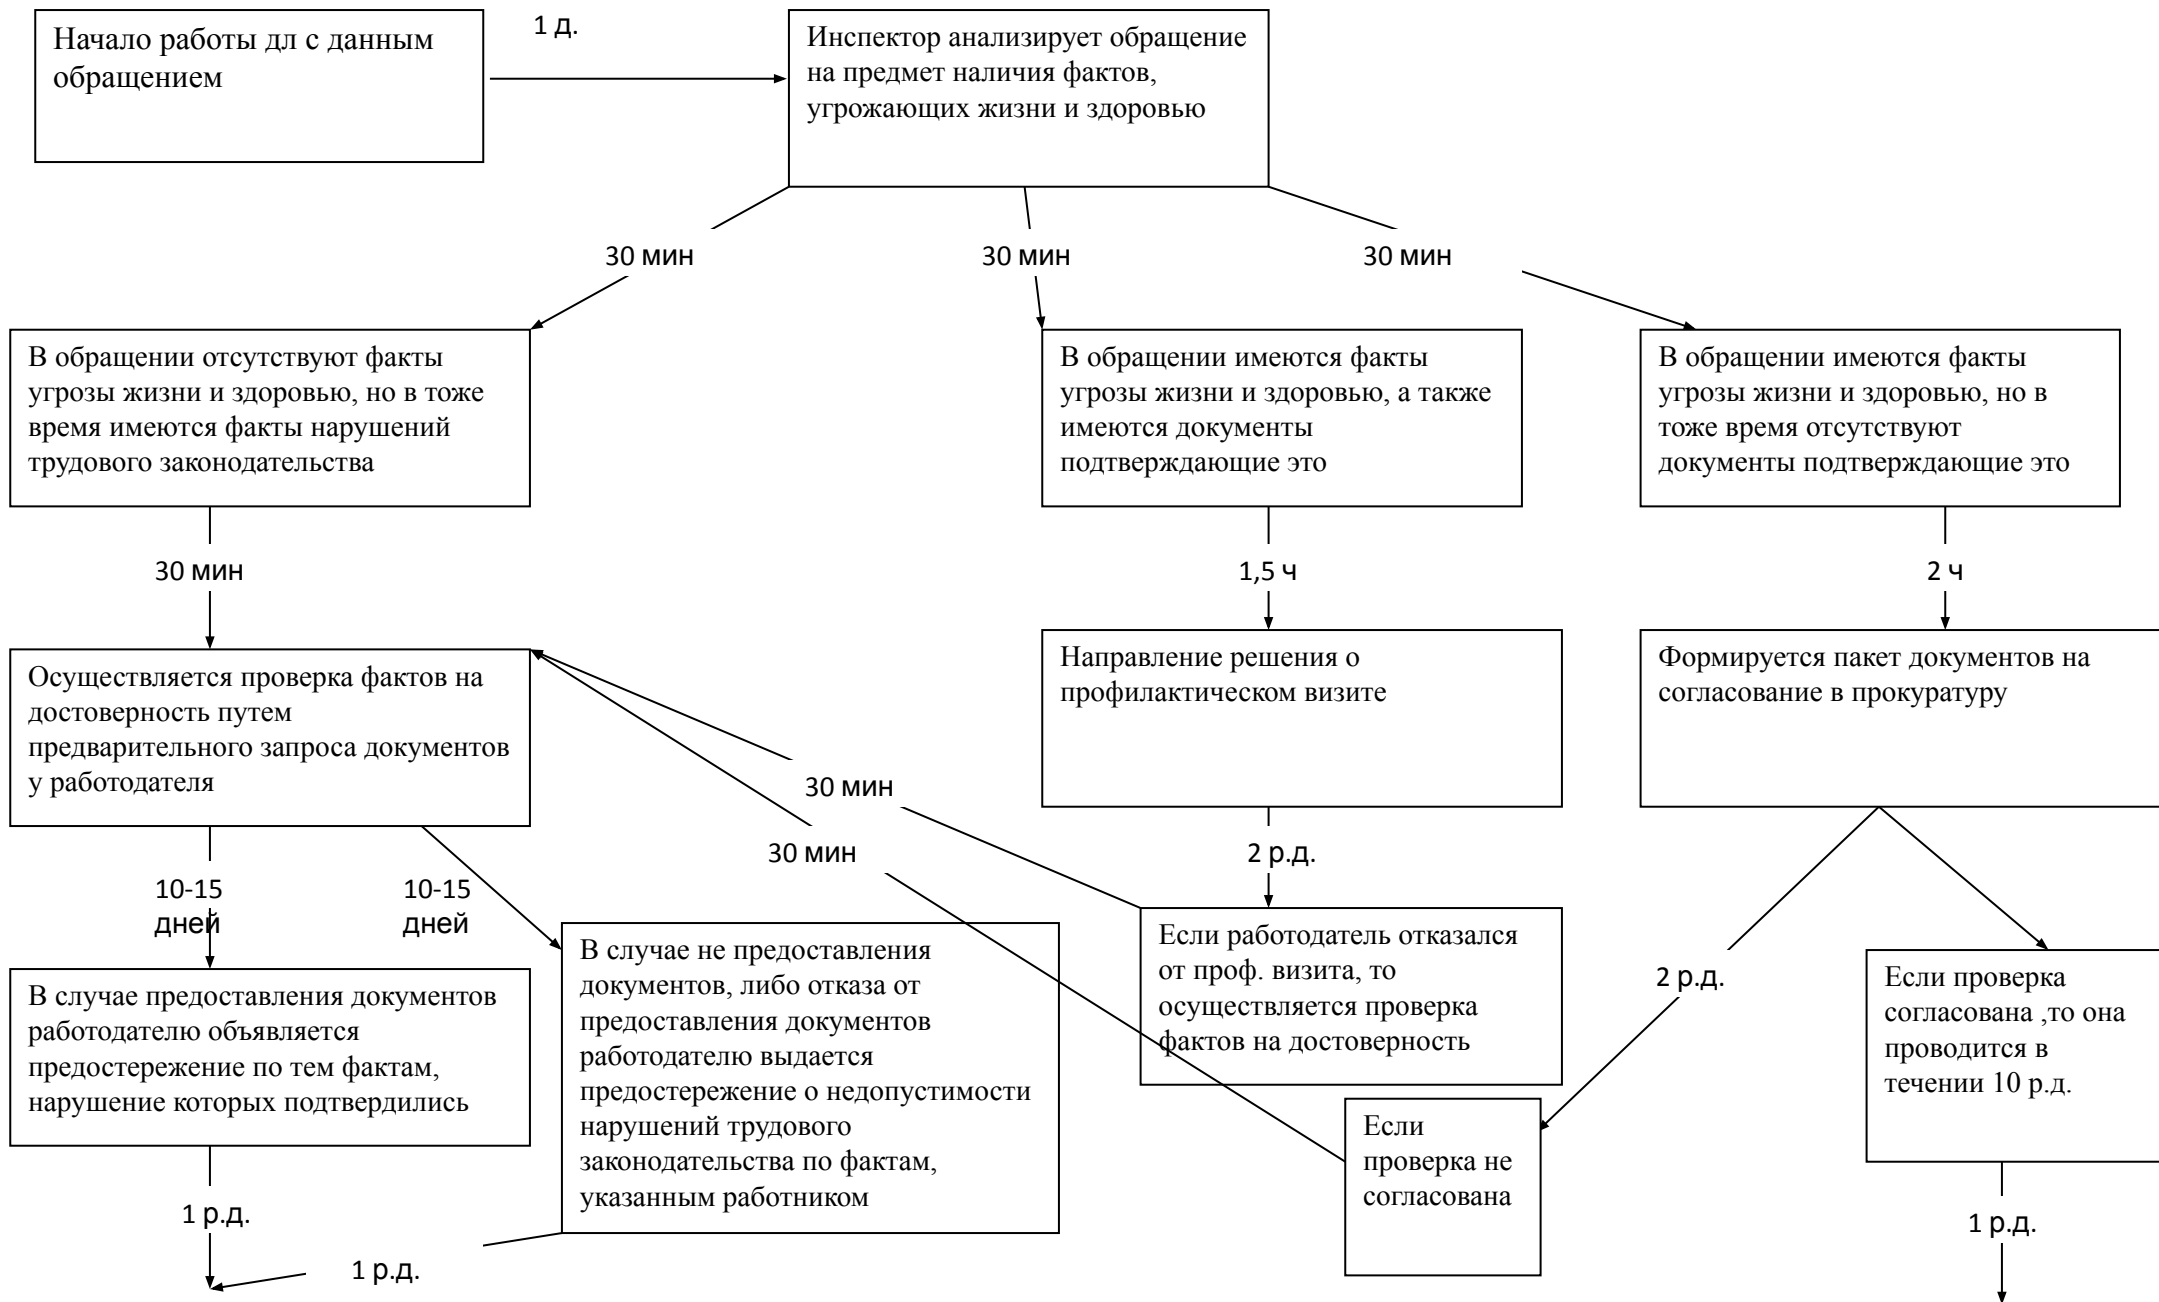 Начало работы дл с данным
обращением
1 д.
Инспектор анализирует обращение
на предмет наличия фактов,
угрожающих жизни и здоровью
30 мин
30 мин
30 мин
В обращении отсутствуют факты
угрозы жизни и здоровью, но в тоже
время имеются факты нарушений
трудового законодательства
В обращении имеются факты
угрозы жизни и здоровью, а также
имеются документы
подтверждающие это
В обращении имеются факты
угрозы жизни и здоровью, но в
тоже время отсутствуют
документы подтверждающие это
30 мин
1,5 ч
2 ч
Осуществляется проверка фактов на
достоверность путем
предварительного запроса документов
у работодателя
Направление решения о
профилактическом визите
Формируется пакет документов на
согласование в прокуратуру
30 мин
30 мин
2 р.д.
10-15
дней
10-15
дней
В случае предоставления документов
работодателю объявляется
предостережение по тем фактам,
нарушение которых подтвердились
В случае не предоставления
документов, либо отказа от
предоставления документов
работодателю выдается
предостережение о недопустимости
нарушений трудового
законодательства по фактам,
указанным работником
Если работодатель отказался
от проф. визита, то
осуществляется проверка
фактов на достоверность
2 р.д.
Если проверка
согласована ,то она
проводится в
течении 10 р.д.
Если
проверка не
согласована
1 р.д.
1 р.д.
1 р.д.